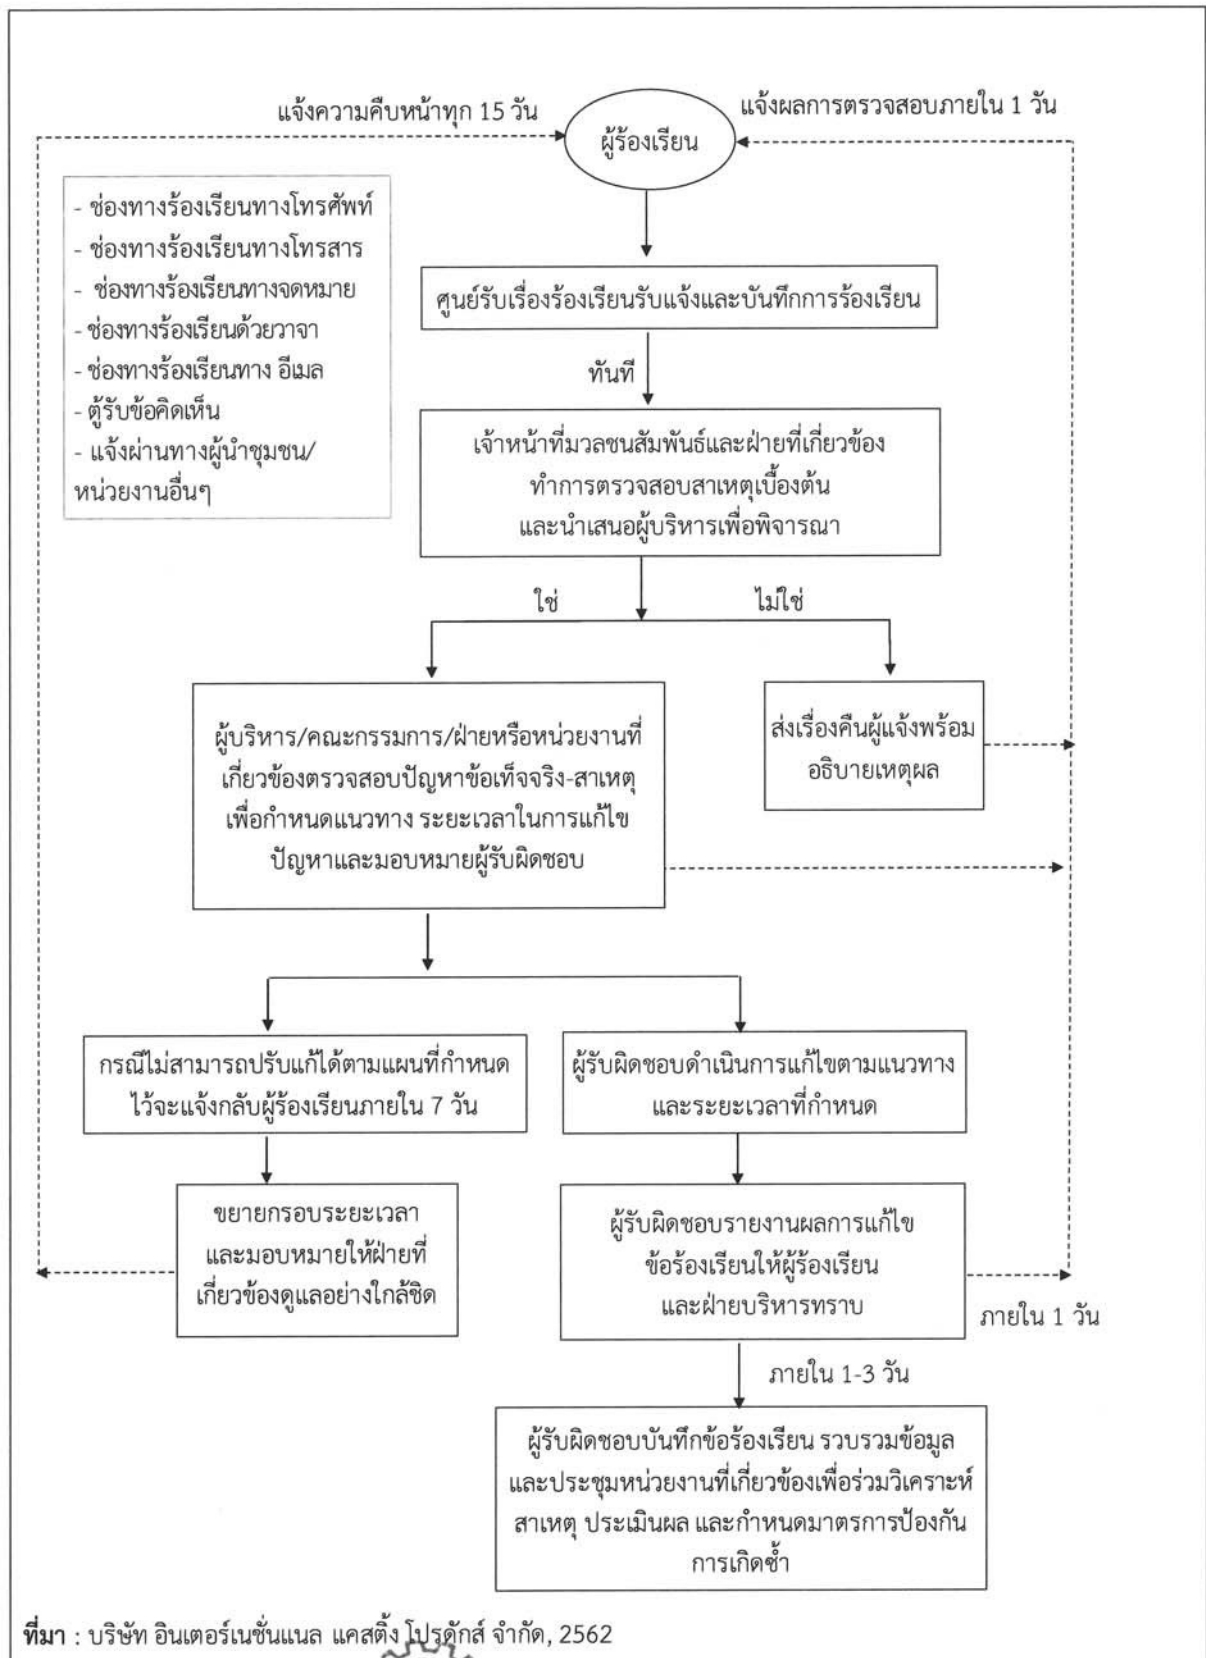 แจ้งความคืบหน้าทุก 15 วัน
แจ้งผลการตรวจสอบภายใน 1 วัน
ผู้ร้องเรียน
- ช่องทางร้องเรียนทางโทรศัพท์
- ช่องทางร้องเรียนทางโทรสาร
- ช่องทางร้องเรียนทางจดหมาย
- ช่องทางร้องเรียนด้วยวาจา
- ช่องทางร้องเรียนทาง อีเมล
- ตู้รับข้อคิดเห็น
- แจ้งผ่านทางผู้นำชุมชน/
หน่วยงานอื่นๆ
ศูนย์รับเรื่องร้องเรียนรับแจ้งและบันทึกการร้องเรียน
ทันที
เจ้าหน้าที่มวลชนสัมพันธ์และฝ่ายที่เกี่ยวข้อง
ทำการตรวจสอบสาเหตุเบื้องต้น
และนำเสนอผู้บริหารเพื่อพิจารณา
ใช่
ไม่ใช่
ผู้บริหาร/คณะกรรมการ/ฝ่ายหรือหน่วยงานที่
เกี่ยวข้องตรวจสอบปัญหาข้อเท็จจริง-สาเหตุ
เพื่อกำหนดแนวทาง ระยะเวลาในการแก้ไข
ปัญหาและมอบหมายผู้รับผิดชอบ
ส่งเรื่องคืนผู้แจ้งพร้อม
อธิบายเหตุผล
กรณีไม่สามารถปรับแก้ได้ตามแผนที่กำหนด
ไว้จะแจ้งกลับผู้ร้องเรียนภายใน 7 วัน
ผู้รับผิดชอบดำเนินการแก้ไขตามแนวทาง
และระยะเวลาที่กำหนด
ขยายกรอบระยะเวลา
และมอบหมายให้ฝ่ายที่
เกี่ยวข้องดูแลอย่างใกล้ชิด
ผู้รับผิดชอบรายงานผลการแก้ไข
ข้อร้องเรียนให้ผู้ร้องเรียน
และฝ่ายบริหารทราบ
ภายใน 1 วัน
ภายใน 1-3 วัน
ผู้รับผิดชอบบันทึกข้อร้องเรียน รวบรวมข้อมูล
และประชุมหน่วยงานที่เกี่ยวข้องเพื่อร่วมวิเคราะห์
สาเหตุ ประเมินผล และกำหนดมาตรการป้องกัน
การเกิดซ้ำ
ที่มา : บริษัท อินเตอร์เนชั่นแนล แคสติ้ง โปรดักส์ จำกัด, 2562